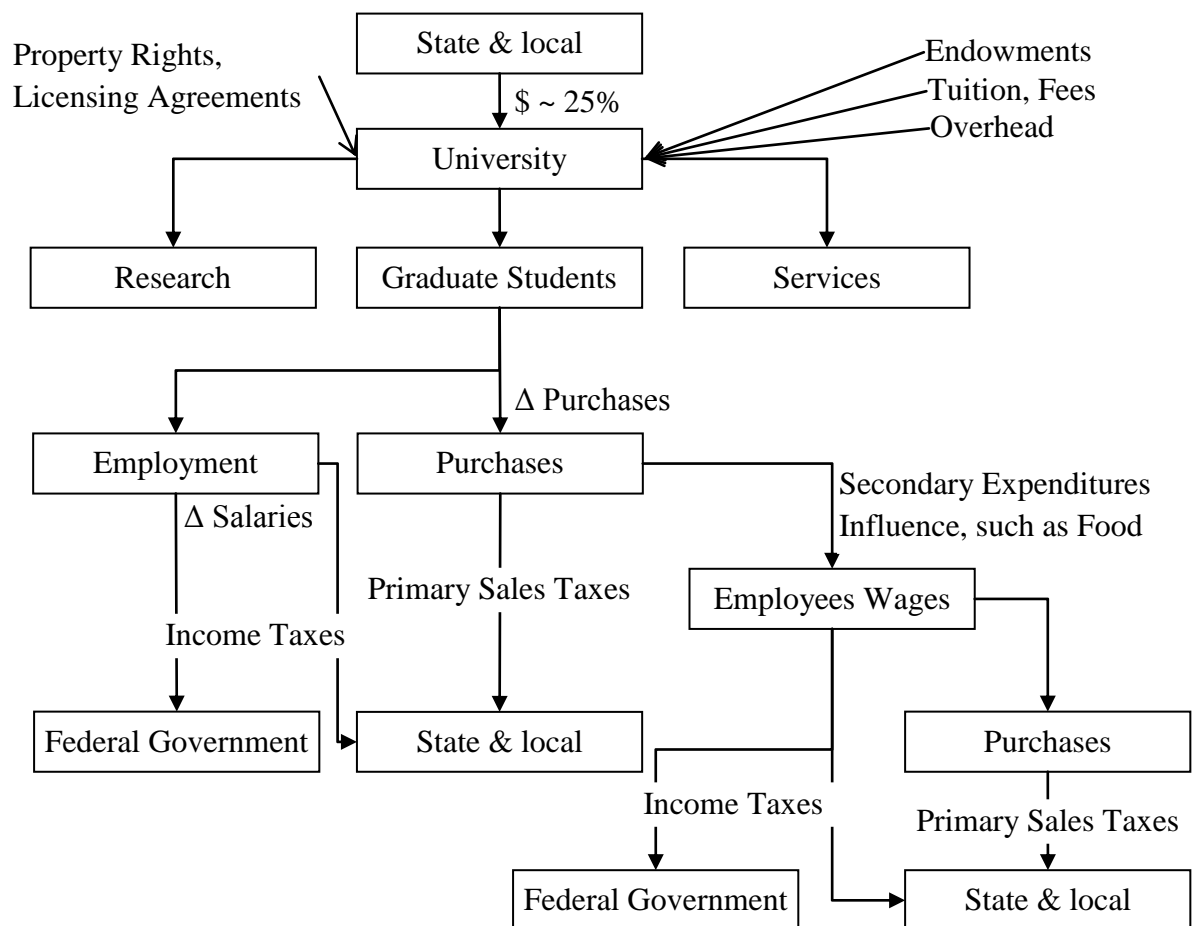 State & local
Property Rights,
Licensing Agreements
Endowments
Tuition, Fees
Overhead
$ ~ 25%
University
Research
Graduate Students
Services
Δ Purchases
Employment
Purchases
Δ Salaries
Secondary Expenditures
Influence, such as Food
Primary Sales Taxes
Employees Wages
Income Taxes
Federal Government
State & local
Purchases
Income Taxes
Primary Sales Taxes
Federal Government
State & local